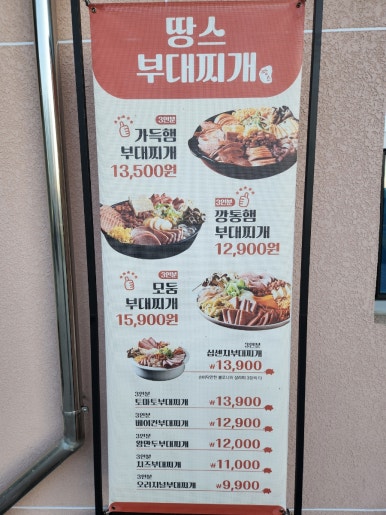 땅스
부대찌개
3인분
가득햄
부대찌개
13,500원
3인분
깡통햄
부대찌개
12,900원
3인분
모둠
부대찌개
15,900원
3인분
십센치부대찌개
₩13,900
3인분
토마토부대찌개 ₩13,900
3인분
베이컨부대찌개 ₩12,900
3인분
왕만두부대찌개 ₩12,000
3인분
치즈부대찌개 ₩11,000
3인분
오리지널부대찌개 ₩9,900